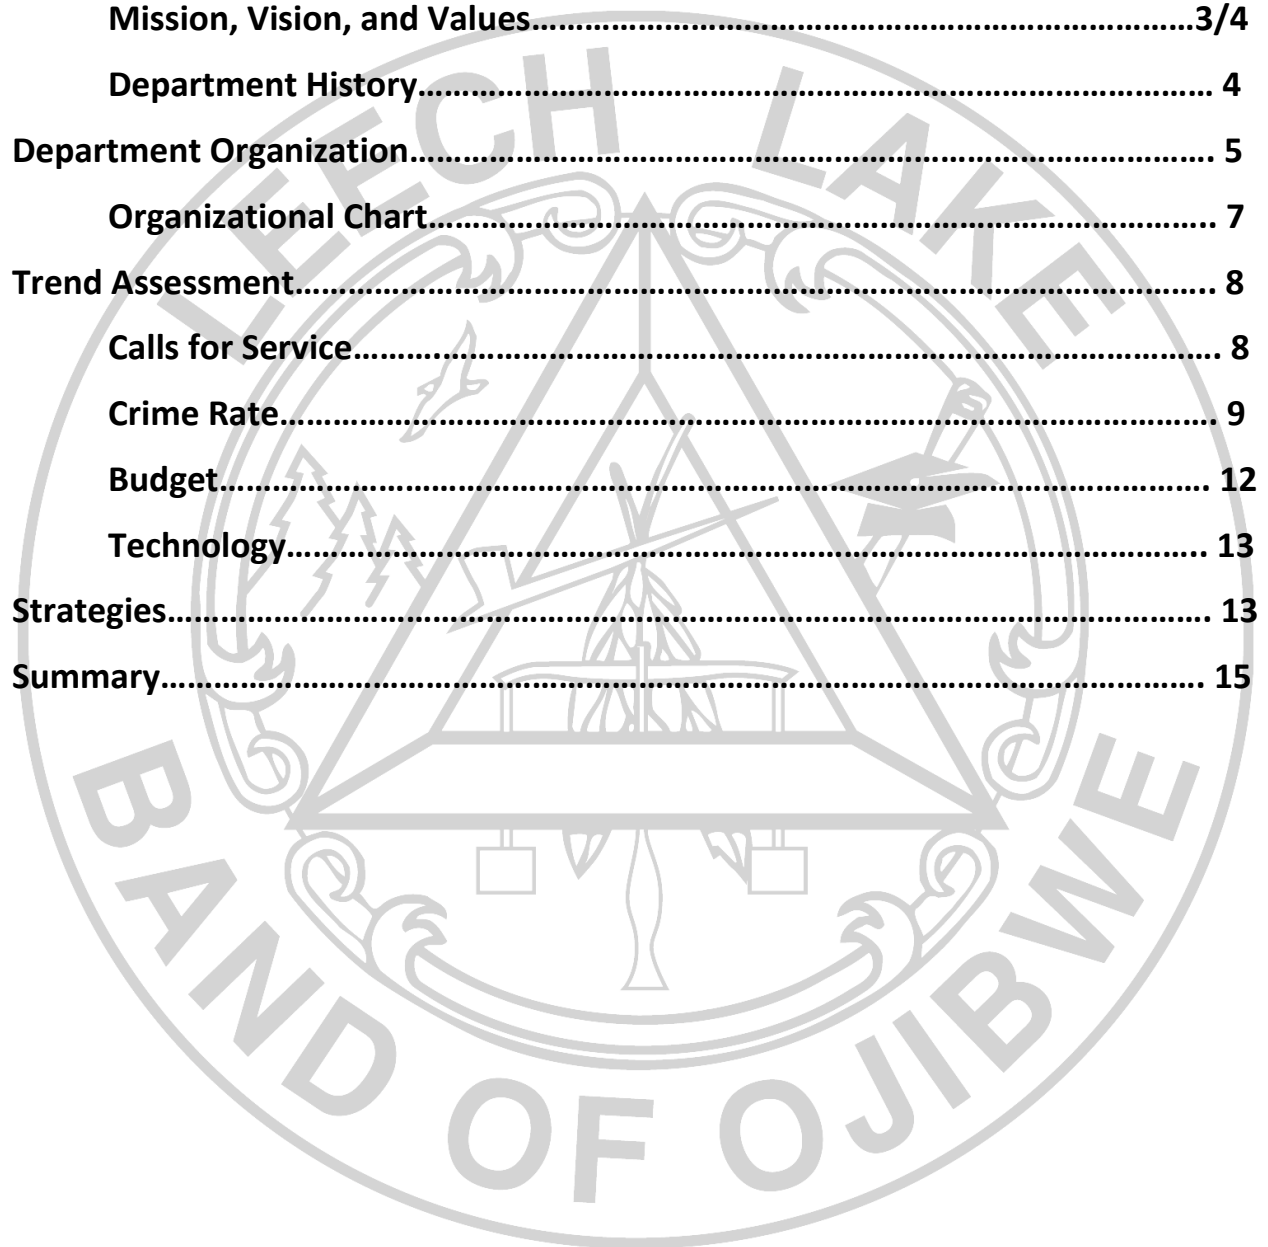 Mission, Vision, and Values…………………………………………………………………3/4
Department History……………………………………………………………………………… 4
Department Organization………………………………………………………………………………. 5
Organizational Chart…………………………………………………………………………….. 7
Trend Assessment………………………………………………………………………………………….. 8
Calls for Service……………………………………………………………………………………. 8
Crime Rate……………………………………………………………………………………………. 9
Budget…………………………………………………………………………………………………. 12
Technology………………………………………………………………………………………….. 13
Strategies………………………………………………………………………………………………………. 13
Summary………………………………………………………………………………………………………. 15
LEECH LAKE
BAND OF OJIBWE